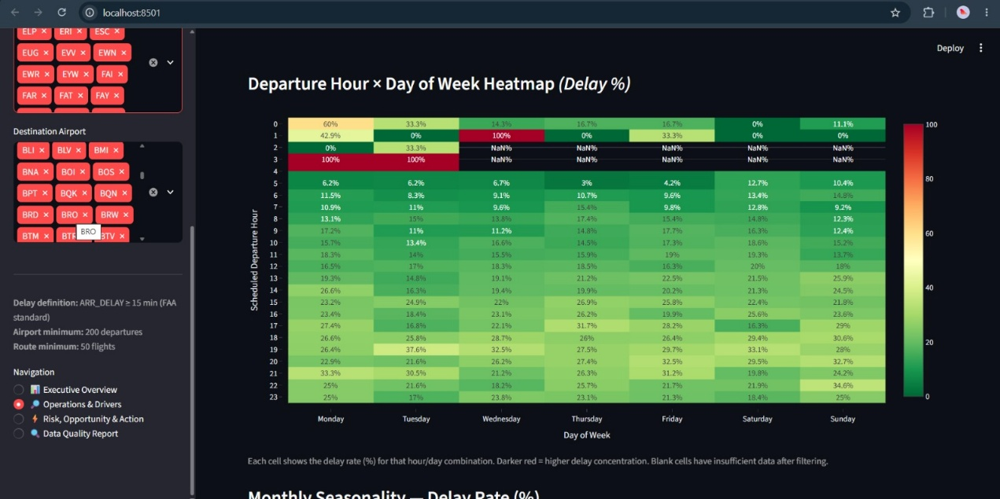 localhost:8501
ELP × ERI × ESC ×
EUG × EVV × EWN ×
EWR × EYW × FAI ×
FAR × FAT × FAY ×
Destination Airport
BLI × BLV × BMI ×
BNA × BOI × BOS ×
BPT × BQK × BQN ×
BRD × BRO × BRW ×
BTM × BTR BTV ×
BRO
Delay definition: ARR_DELAY ≥ 15 min (FAA
standard)
Airport minimum: 200 departures
Route minimum: 50 flights
Navigation
Executive Overview
Operations & Drivers
Risk, Opportunity & Action
Data Quality Report
Deploy
Departure Hour × Day of Week Heatmap (Delay %)
Scheduled Departure Hour
0 60% 33.3% 14.3% 16.7% 16.7% 0% 11.1%
1 42.9% 0% 100% 0% 33.3% 0% 0%
2 0% 33.3% NaN% NaN% NaN% NaN% NaN%
3 100% 100% NaN% NaN% NaN% NaN% NaN%
4
5 6.2% 6.2% 6.7% 3% 4.2% 12.7% 10.4%
6 11.5% 8.3% 9.1% 10.7% 9.6% 13.4% 14.8%
7 10.9% 11% 9.6% 15.4% 9.8% 12.8% 9.2%
8 13.1% 15% 13.8% 17.4% 15.4% 14.8% 12.3%
9 17.2% 11% 11.2% 14.8% 17.7% 16.3% 12.4%
10 15.7% 13.4% 16.6% 14.5% 17.3% 18.6% 15.2%
11 18.3% 14% 15.5% 15.9% 19% 19.3% 13.7%
12 16.5% 17% 18.3% 18.5% 16.3% 20% 18%
13 19.3% 14.8% 19.1% 21.2% 22.5% 21.5% 25.9%
14 26.6% 16.3% 19.4% 19.9% 20.2% 21.3% 24.5%
15 23.2% 24.9% 22% 26.9% 25.8% 22.4% 21.8%
16 23.4% 18.4% 23.1% 26.2% 19.9% 25.6% 23.6%
17 27.4% 16.8% 22.1% 31.7% 28.2% 16.3% 29%
18 26.6% 25.8% 28.7% 26% 26.4% 29.4% 30.6%
19 26.4% 37.6% 32.5% 27.5% 29.7% 33.1% 28%
20 22.9% 21.6% 26.2% 27.4% 32.5% 29.5% 32.7%
21 33.3% 30.5% 21.2% 26.3% 31.2% 19.8% 24.2%
22 25% 21.6% 18.2% 25.7% 21.7% 21.9% 34.6%
23 25% 17% 23.8% 23.1% 21.3% 18.4% 25%
Monday Tuesday Wednesday Thursday Friday Saturday Sunday
Day of Week
100
80
60
40
20
0
Each cell shows the delay rate (%) for that hour/day combination. Darker red = higher delay concentration. Blank cells have insufficient data after filtering.
Monthly Seasonality — Delay Rate (%)